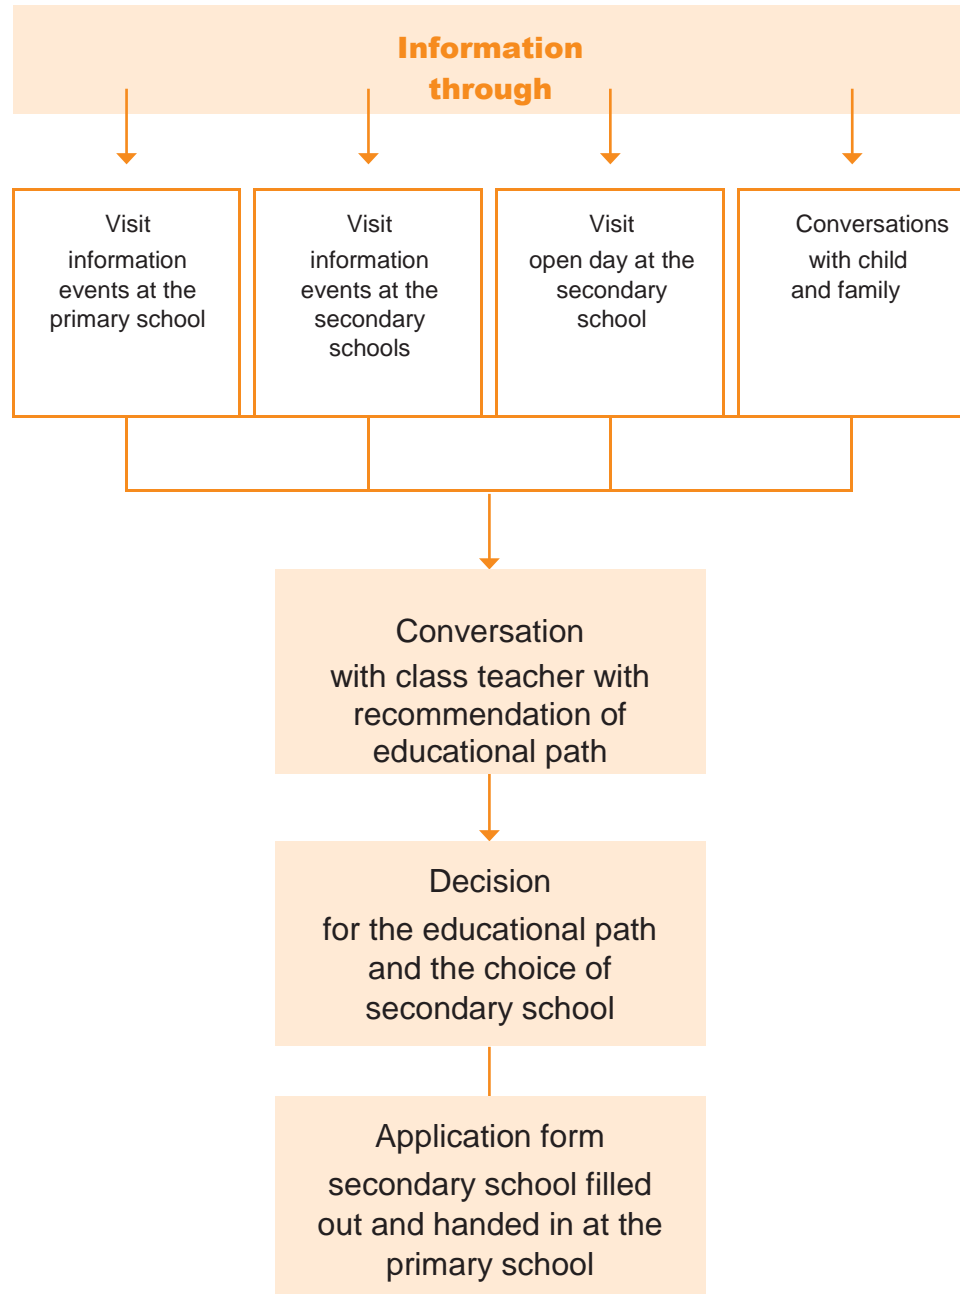 Information
through
Visit
information
events at the
primary school
Visit
information
events at the
secondary
schools
Visit
open day at the
secondary
school
Conversations
with child
and family
Conversation
with class teacher with
recommendation of
educational path
Decision
for the educational path
and the choice of
secondary school
Application form
secondary school filled
out and handed in at the
primary school